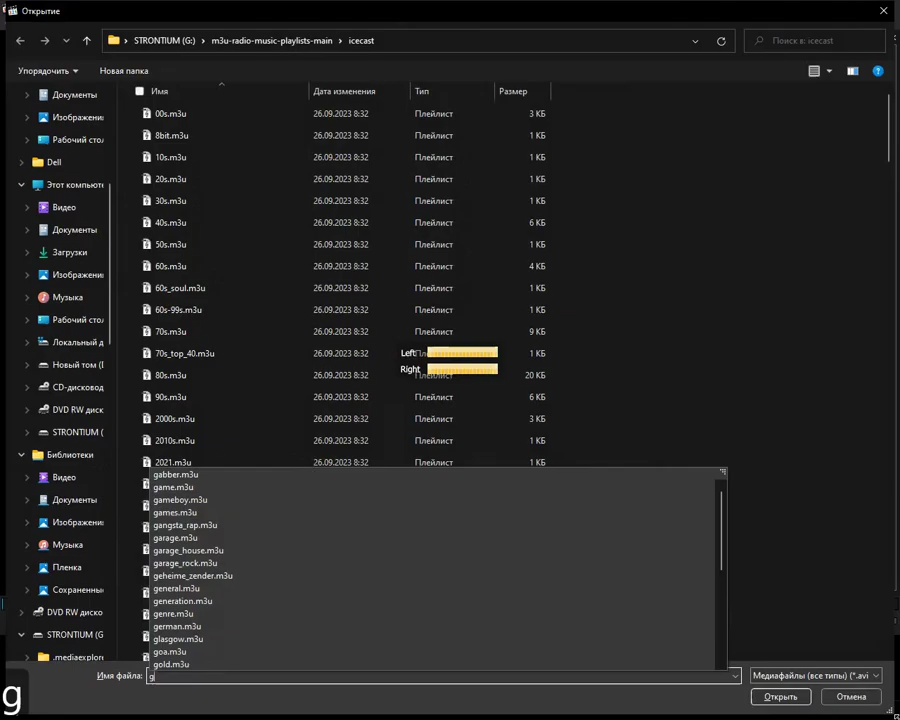 Открытие
STRONTIUM (G:) › m3u-radio-music-playlists-main › icecast
Поиск в: icecast
Упорядочить
Новая папка
Имя Дата изменения Тип Размер
Документы
Изображени
Рабочий стол
Dell
Этот компьюте
Видео
Документы
Загрузки
Изображени
Музыка
Рабочий стол
Локальный д
Новый том (D
CD-дисковод
DVD RW диск
STRONTIUM (
Библиотеки
Видео
Документы
Изображени
Музыка
Пленка
Сохраненны
DVD RW диско
STRONTIUM (G
.mediaexplore
00s.m3u 26.09.2023 8:32 Плейлист 3 КБ
8bit.m3u 26.09.2023 8:32 Плейлист 1 КБ
10s.m3u 26.09.2023 8:32 Плейлист 1 КБ
20s.m3u 26.09.2023 8:32 Плейлист 1 КБ
30s.m3u 26.09.2023 8:32 Плейлист 1 КБ
40s.m3u 26.09.2023 8:32 Плейлист 6 КБ
50s.m3u 26.09.2023 8:32 Плейлист 1 КБ
60s.m3u 26.09.2023 8:32 Плейлист 4 КБ
60s_soul.m3u 26.09.2023 8:32 Плейлист 1 КБ
60s-99s.m3u 26.09.2023 8:32 Плейлист 1 КБ
70s.m3u 26.09.2023 8:32 Плейлист 9 КБ
70s_top_40.m3u 26.09.2023 8:32 1 КБ
Left
Right
80s.m3u 26.09.2023 8:32 Плейлист 20 КБ
90s.m3u 26.09.2023 8:32 Плейлист 6 КБ
2000s.m3u 26.09.2023 8:32 Плейлист 1 КБ
2010s.m3u 26.09.2023 8:32 Плейлист 1 КБ
2021.m3u 26.09.2023 8:32 Плейлист 1 КБ
gabber.m3u
game.m3u
gameboy.m3u
games.m3u
gangsta_rap.m3u
garage.m3u
garage_house.m3u
garage_rock.m3u
geheime_zender.m3u
general.m3u
generation.m3u
genre.m3u
german.m3u
glasgow.m3u
goa.m3u
gold.m3u
Имя файла: g
Медиафайлы (все типы) (*.avi
Открыть
Отмена
g